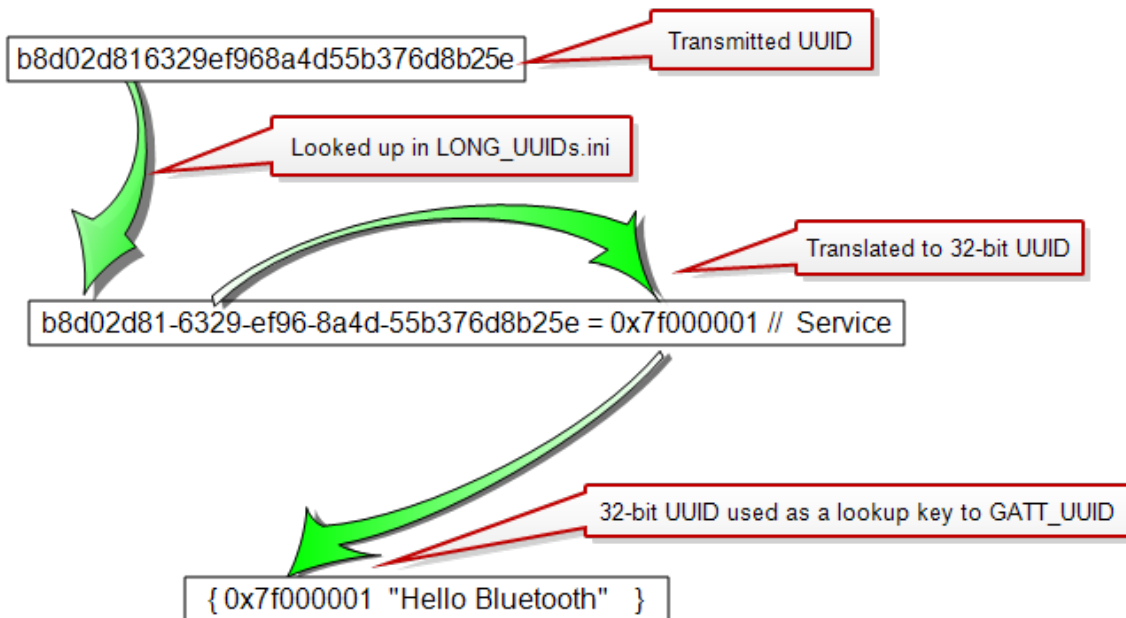 b8d02d816329ef968a4d55b376d8b25e
Transmitted UUID
Looked up in LONG_UUIDs.ini
Translated to 32-bit UUID
b8d02d81-6329-ef96-8a4d-55b376d8b25e = 0x7f000001 // Service
32-bit UUID used as a lookup key to GATT_UUID
{ 0x7f000001 "Hello Bluetooth" }